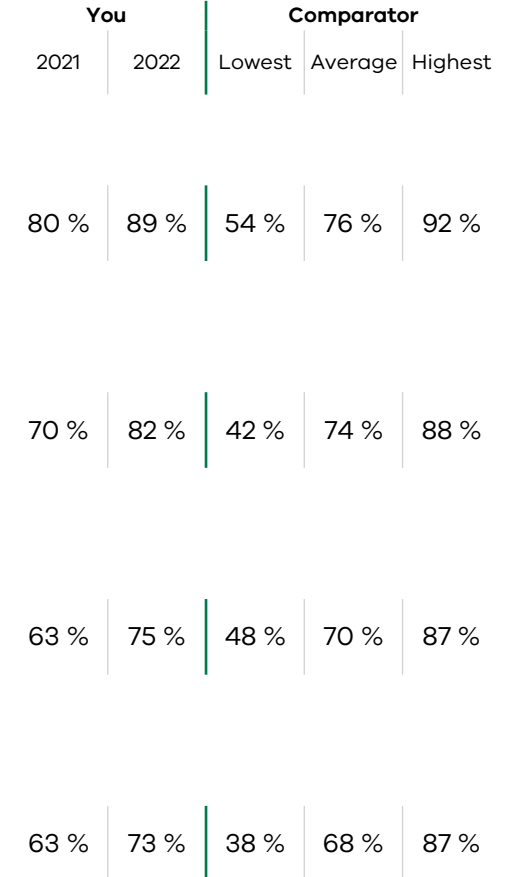 You Comparator
2021 2022 Lowest Average Highest
80 % 89 % 54 % 76 % 92 %
70 % 82 % 42 % 74 % 88 %
63 % 75 % 48 % 70 % 87 %
63 % 73 % 38 % 68 % 87 %